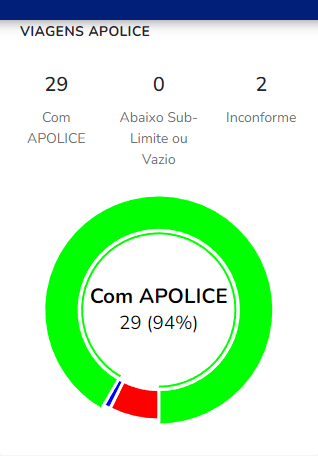 VIAGENS APOLICE
29
0
2
Com
APOLICE
Abaixo Sub-
Limite ou
Vazio
Inconforme
Com APOLICE
29 (94%)